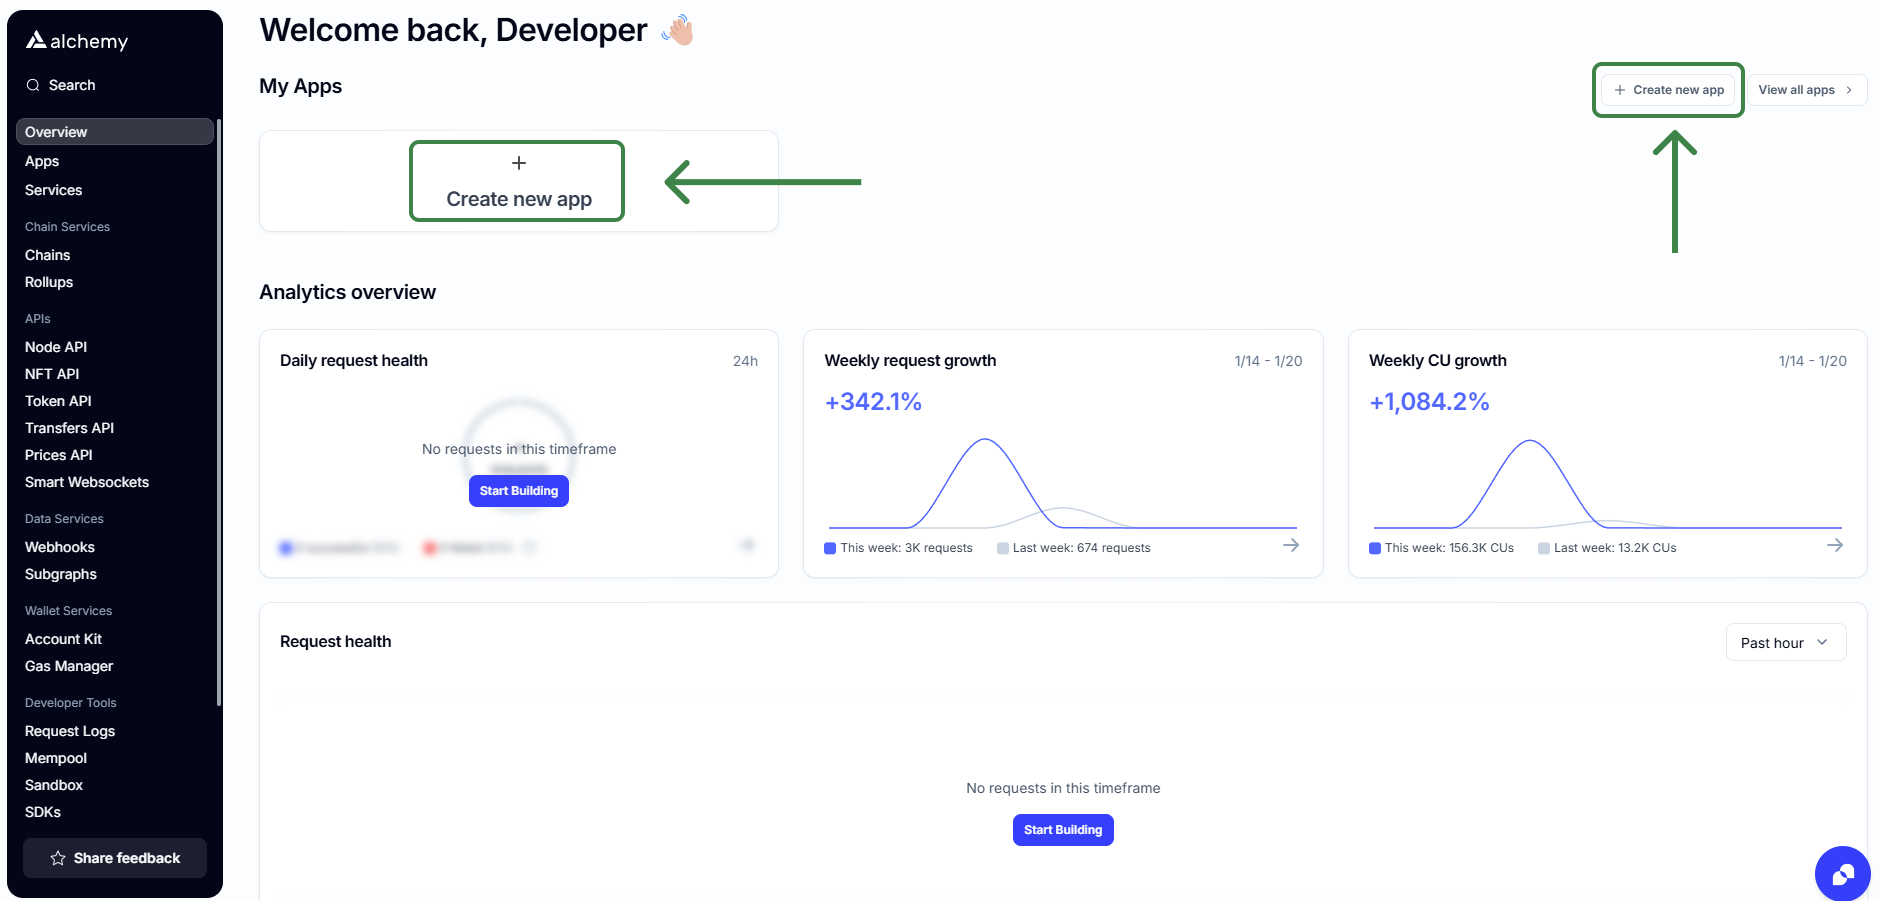 alchemy
Search
Overview
Apps
Services
Chain Services
Chains
Rollups
APIs
Node API
NFT API
Token API
Transfers API
Prices API
Smart Websockets
Data Services
Webhooks
Subgraphs
Wallet Services
Account Kit
Gas Manager
Developer Tools
Request Logs
Mempool
Sandbox
SDKs
Share feedback
Welcome back, Developer
My Apps
Create new app
View all apps
Create new app
Analytics overview
Daily request health 24h
No requests in this timeframe
Start Building
Weekly request growth 1/14 - 1/20
+342.1%
This week: 3K requests Last week: 674 requests
Weekly CU growth 1/14 - 1/20
+1,084.2%
This week: 156.3K CUs Last week: 13.2K CUs
Request health
Past hour
No requests in this timeframe
Start Building